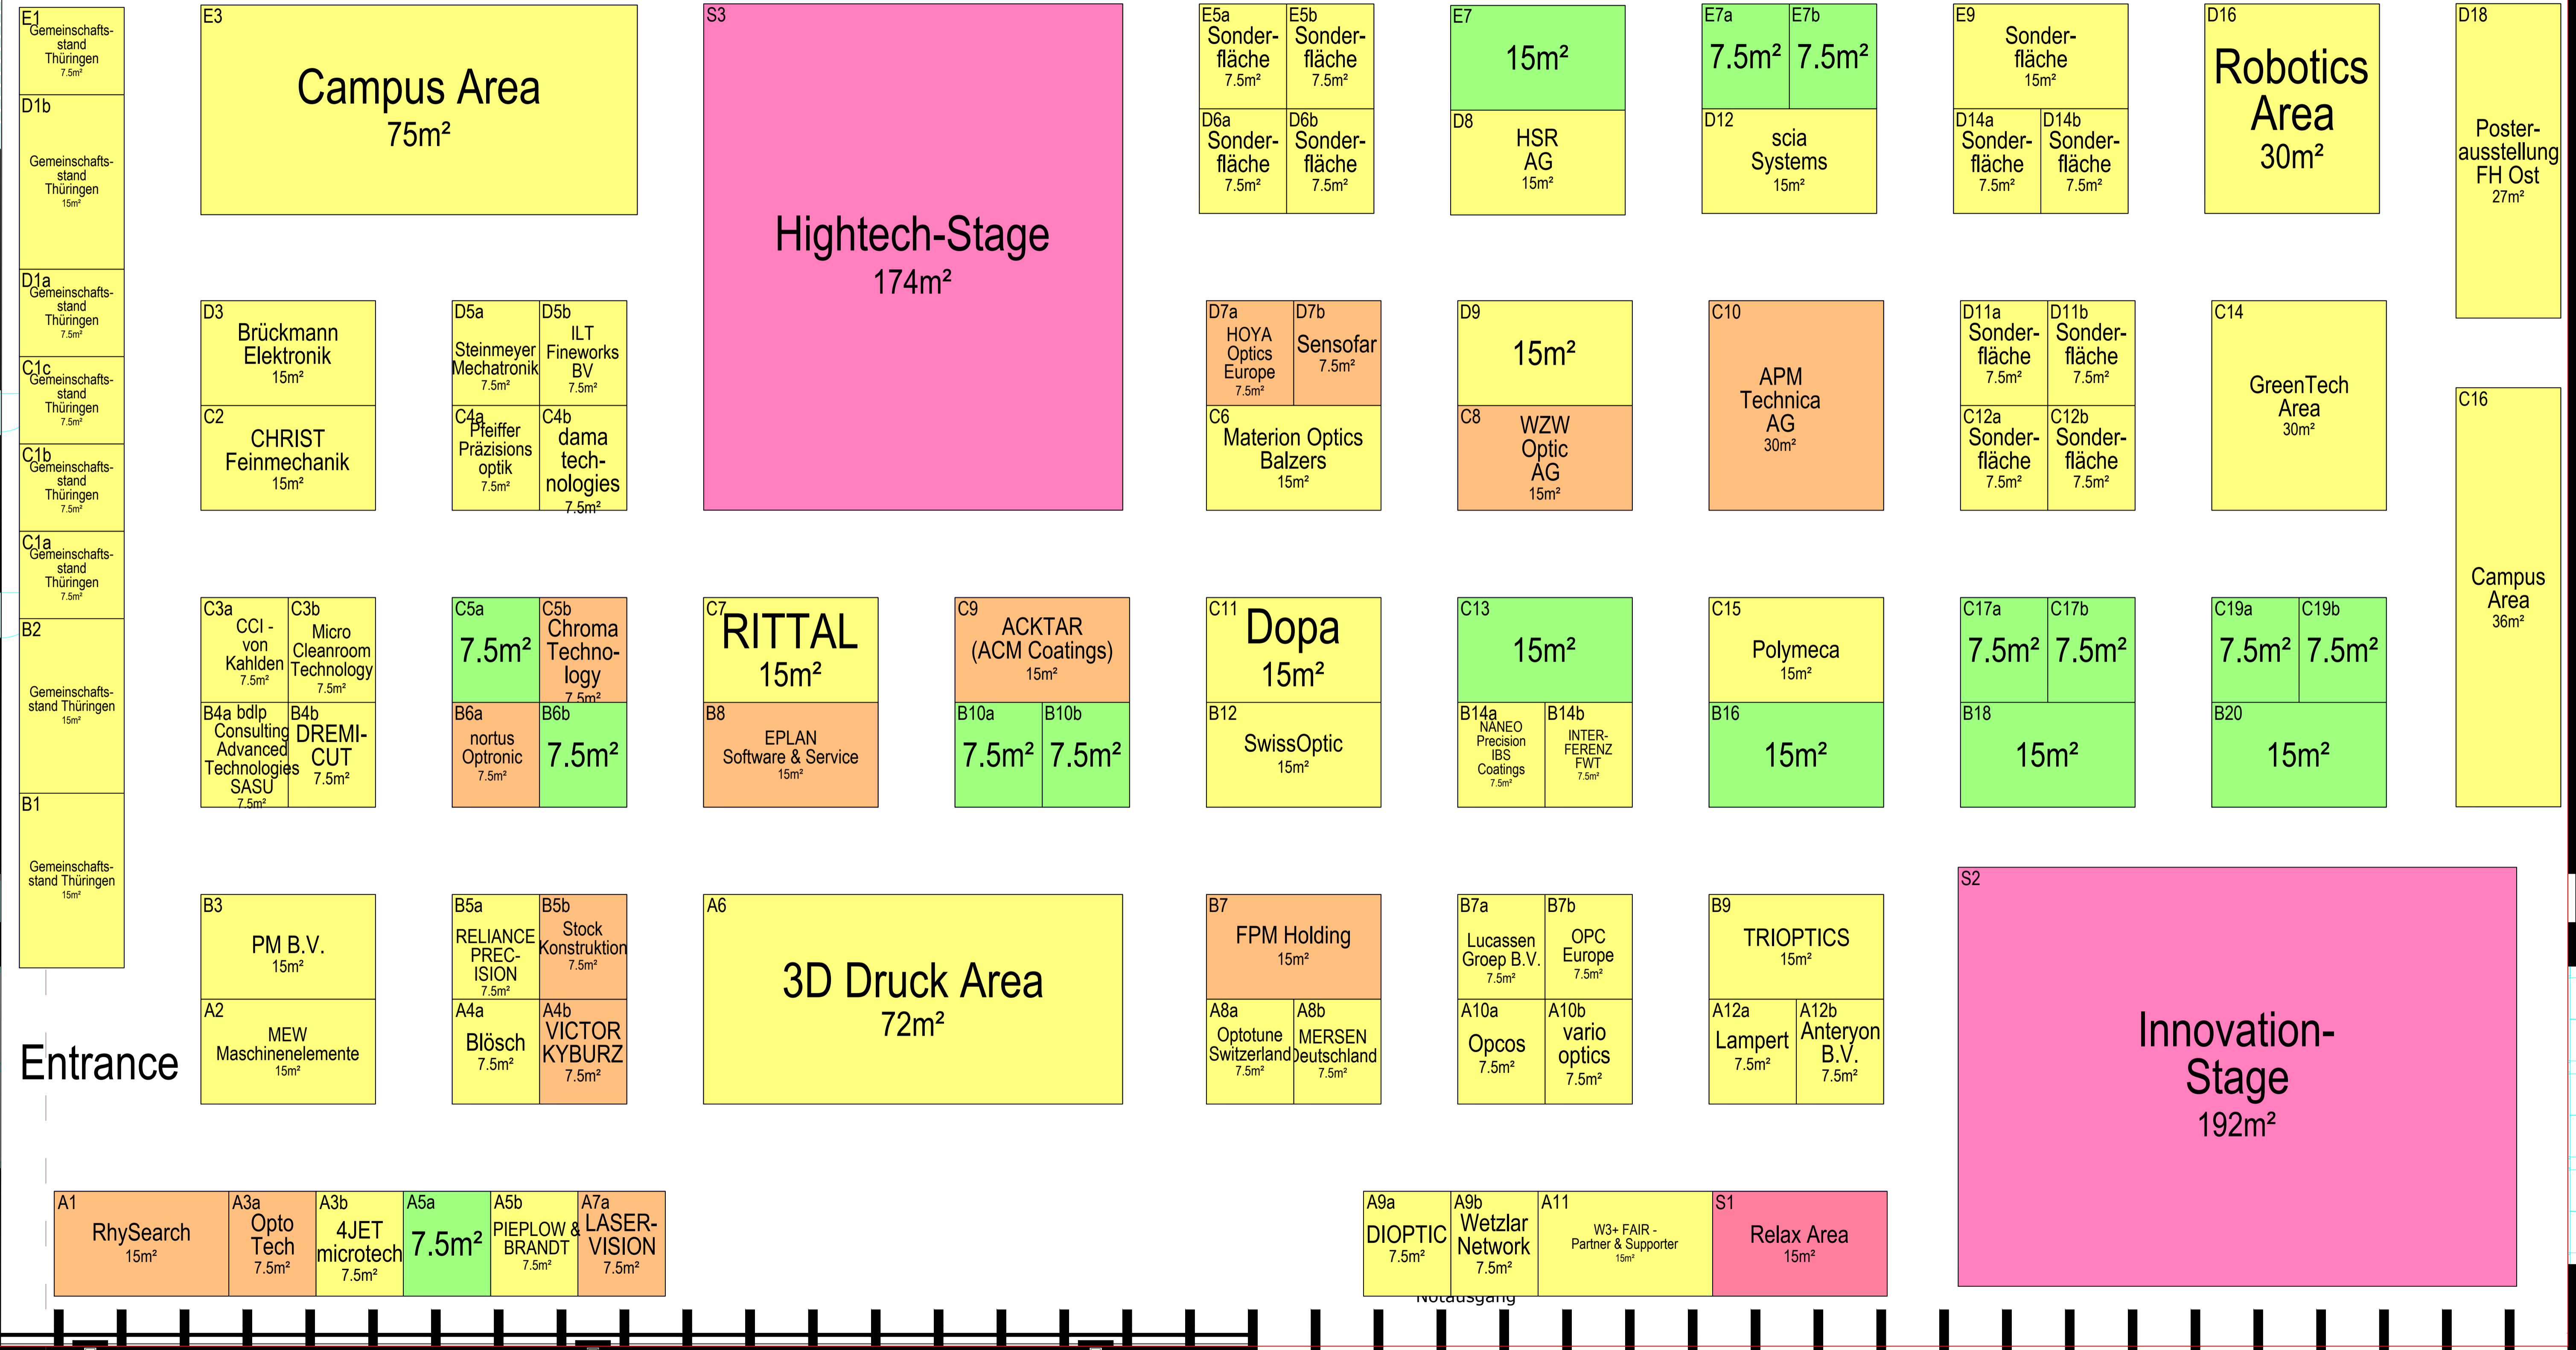 E1
Gemeinschafts-
stand
Thüringen
7.5m²
D1b
Gemeinschafts-
stand
Thüringen
15m²
D1a
Gemeinschafts-
stand
Thüringen
7.5m²
C1c
Gemeinschafts-
stand
Thüringen
7.5m²
C1b
Gemeinschafts-
stand
Thüringen
7.5m²
C1a
Gemeinschafts-
stand
Thüringen
7.5m²
B2
Gemeinschafts-
stand Thüringen
15m²
B1
Gemeinschafts-
stand Thüringen
15m²
Entrance
E3
Campus Area
75m²
S3
Hightech-Stage
174m²
E5a
Sonder-
fläche
7.5m²
E5b
Sonder-
fläche
7.5m²
D6a
Sonder-
fläche
7.5m²
D6b
Sonder-
fläche
7.5m²
E7
15m²
D8
HSR
AG
15m²
E7a
7.5m²
E7b
7.5m²
D12
scia
Systems
15m²
E9
Sonder-
fläche
15m²
D14a
Sonder-
fläche
7.5m²
D14b
Sonder-
fläche
7.5m²
D16
Robotics
Area
30m²
D18
Poster-
ausstellung
FH Ost
27m²
D3
Brückmann
Elektronik
15m²
C2
CHRIST
Feinmechanik
15m²
D5a
Steinmeyer
Mechatronik
7.5m²
D5b
ILT
Fineworks
BV
7.5m²
C4a
Pfeiffer
Präzisions
optik
7.5m²
C4b
dama
tech-
nologies
7.5m²
D7a
HOYA
Optics
Europe
7.5m²
D7b
Sensofar
7.5m²
C6
Materion Optics
Balzers
15m²
D9
15m²
C8
WZW
Optic
AG
15m²
C10
APM
Technica
AG
30m²
D11a
Sonder-
fläche
7.5m²
D11b
Sonder-
fläche
7.5m²
C12a
Sonder-
fläche
7.5m²
C12b
Sonder-
fläche
7.5m²
C14
GreenTech
Area
30m²
C16
Campus
Area
36m²
C3a
CCI -
von
Kahlden
7.5m²
C3b
Micro
Cleanroom
Technology
7.5m²
B4a bdlp
Consulting
Advanced
Technologies
SASU
7.5m²
B4b
DREMI-
CUT
7.5m²
C5a
7.5m²
C5b
Chroma
Techno-
logy
7.5m²
B6a
nortus
Optronic
7.5m²
B6b
7.5m²
C7
RITTAL
15m²
B8
EPLAN
Software & Service
15m²
C9
ACKTAR
(ACM Coatings)
15m²
B10a
7.5m²
B10b
7.5m²
C11
Dopa
15m²
B12
SwissOptic
15m²
C13
15m²
B14a
NANEO
Precision
IBS
Coatings
7.5m²
B14b
INTER-
FERENZ
FWT
7.5m²
C15
Polymeca
15m²
B16
15m²
C17a
7.5m²
C17b
7.5m²
B18
15m²
C19a
7.5m²
C19b
7.5m²
B20
15m²
B3
PM B.V.
15m²
A2
MEW
Maschinenelemente
15m²
B5a
RELIANCE
PREC-
ISION
7.5m²
B5b
Stock
Konstruktion
7.5m²
A4a
Blösch
7.5m²
A4b
VICTOR
KYBURZ
7.5m²
A6
3D Druck Area
72m²
B7
FPM Holding
15m²
A8a
Optotune
Switzerland
7.5m²
A8b
MERSEN
Deutschland
7.5m²
B7a
Lucassen
Groep B.V.
7.5m²
B7b
OPC
Europe
7.5m²
A10a
Opcos
7.5m²
A10b
vario
optics
7.5m²
B9
TRIOPTICS
15m²
A12a
Lampert
7.5m²
A12b
Anteryon
B.V.
7.5m²
S2
Innovation-
Stage
192m²
A1
RhySearch
15m²
A3a
Opto
Tech
7.5m²
A3b
4JET
microtech
7.5m²
A5a
7.5m²
A5b
PIEPLOW &
BRANDT
7.5m²
A7a
LASER-
VISION
7.5m²
A9a
DIOPTIC
7.5m²
A9b
Wetzlar
Network
7.5m²
A11
W3+ FAIR -
Partner & Supporter
15m²
S1
Relax Area
15m²
Notausgang